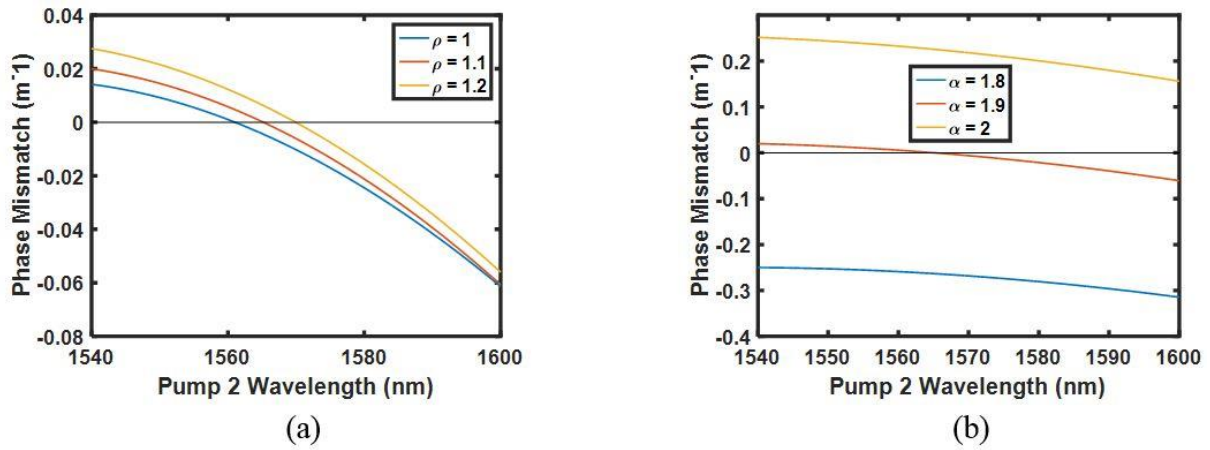 0.04
0.02
0
-0.02
-0.04
-0.06
-0.08
1540
1560
1580
1600
Phase Mismatch (m⁻1)
Pump 2 Wavelength (nm)
ρ = 1
ρ = 1.1
ρ = 1.2
(a)
0.2
0.1
0
-0.1
-0.2
-0.3
-0.4
1540
1550
1560
1570
1580
1590
1600
Phase Mismatch (m⁻1)
Pump 2 Wavelength (nm)
α = 1.8
α = 1.9
α = 2
(b)